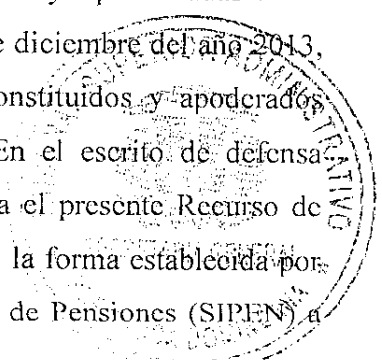 e diciembre del año 2013,
onstituidos y apoderados
En el escrito de defensa
a el presente Recurso de
la forma establecida por
de Pensiones (SIPEN) a
ADMINISTRATIVO